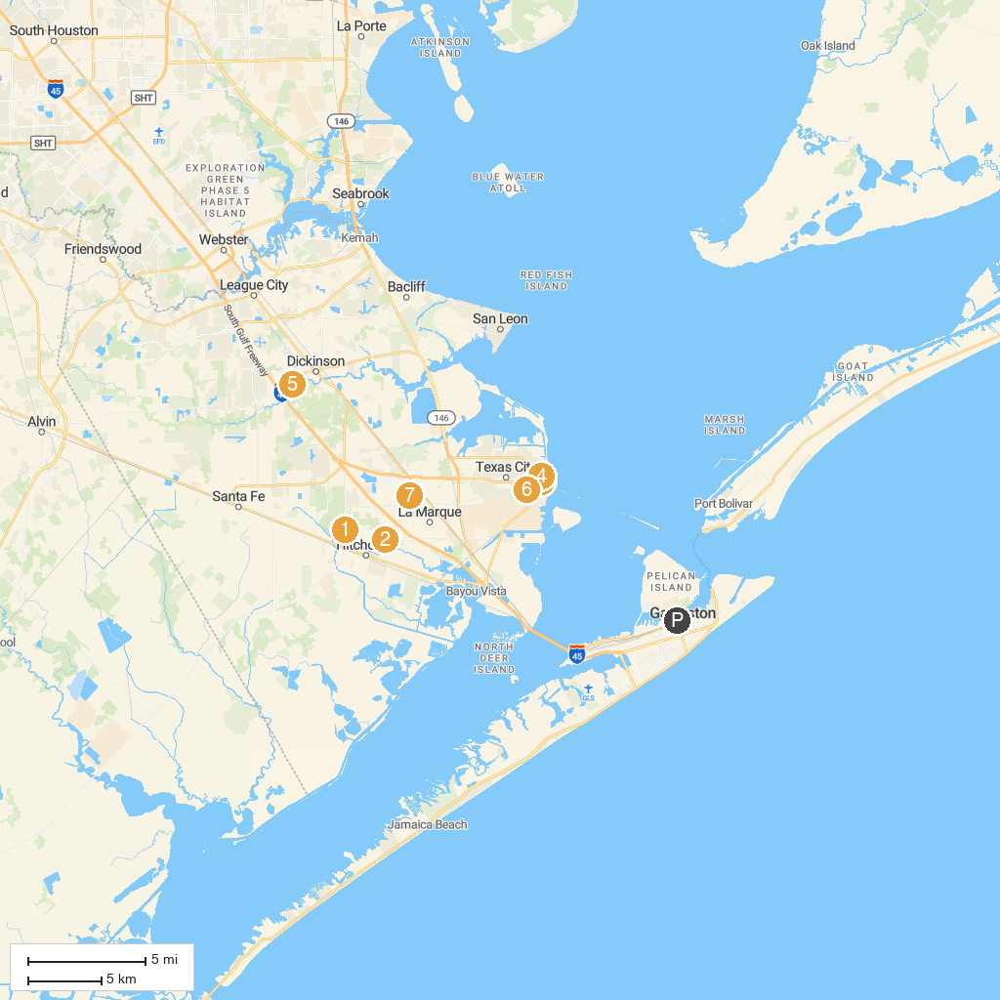 South Houston
La Porte
ATKINSON
ISLAND
Oak Island
45
SHT
146
SHT
EFD
EXPLORATION
GREEN
PHASE 5
HABITAT
ISLAND
BLUE WATER
ATOLL
d
Seabrook
Webster
Kemah
Friendswood
RED FISH
ISLAND
League City
Bacliff
San Leon
South Gulf Freeway
Dickinson
GOAT
ISLAND
5
146
Alvin
MARSH
ISLAND
Texas Cit
4
6
Santa Fe
7
Port Bolivar
La Marque
1
2
PELICAN
ISLAND
Bayou Vista
P
ool
NORTH
DEER
ISLAND
45
GLS
Jamaica Beach
5 mi
5 km